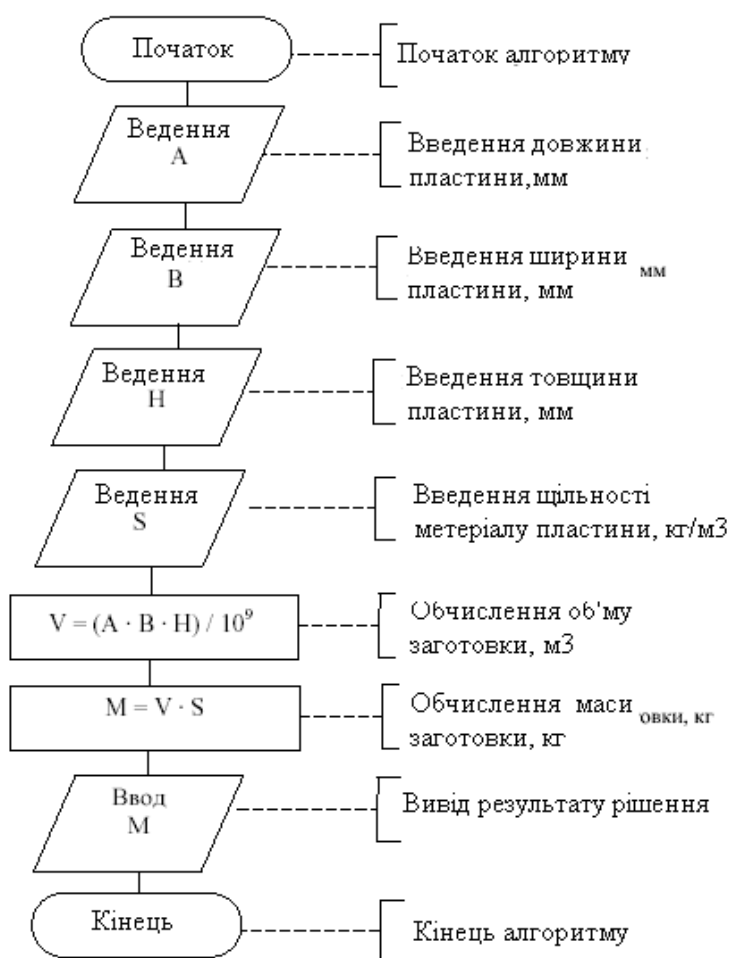 Початок
Початок алгоритму
Ведення
А
Введення довжини
пластини,мм
Ведення
В
Введення ширини мм
пластини, мм
Ведення
Н
Введення товщини
пластини, мм
Ведення
S
Введення щільності
метеріалу пластини, кг/м3
V = (A · B · H) / 10⁹
Обчислення об'му
заготовки, м3
M = V · S
Обчислення маси овки, кг
заготовки, кг
Ввод
М
Вивід результату рішення
Кінець
Кінець алгоритму